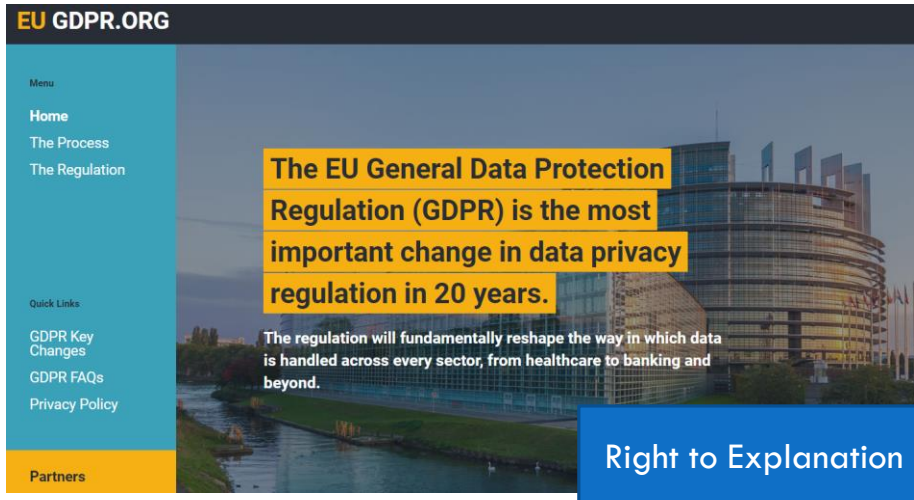 EU GDPR.ORG
Menu
Home
The Process
The Regulation
Quick Links
GDPR Key
Changes
GDPR FAQs
Privacy Policy
Partners
The EU General Data Protection
Regulation (GDPR) is the most
important change in data privacy
regulation in 20 years.
The regulation will fundamentally reshape the way in which data
is handled across every sector, from healthcare to banking and
beyond.
Right to Explanation